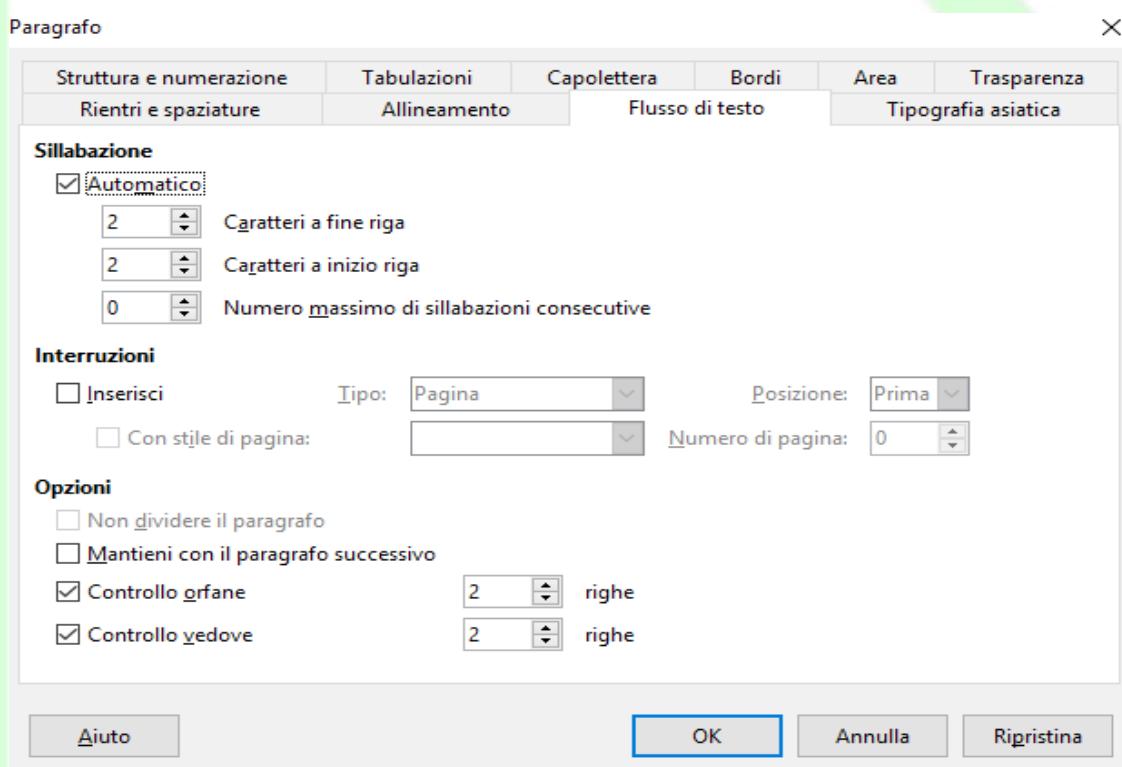 Paragrafo
Struttura e numerazione Tabulazioni Capolettera Bordi Area Trasparenza
Rientri e spaziature Allineamento Flusso di testo Tipografia asiatica
Sillabazione
Automatico
2 Caratteri a fine riga
2 Caratteri a inizio riga
0 Numero massimo di sillabazioni consecutive
Interruzioni
Inserisci Tipo: Pagina Posizione: Prima
Con stile di pagina: Numero di pagina: 0
Opzioni
Non dividere il paragrafo
Mantieni con il paragrafo successivo
Controllo orfane 2 righe
Controllo vedove 2 righe
Aiuto OK Annulla Ripristina